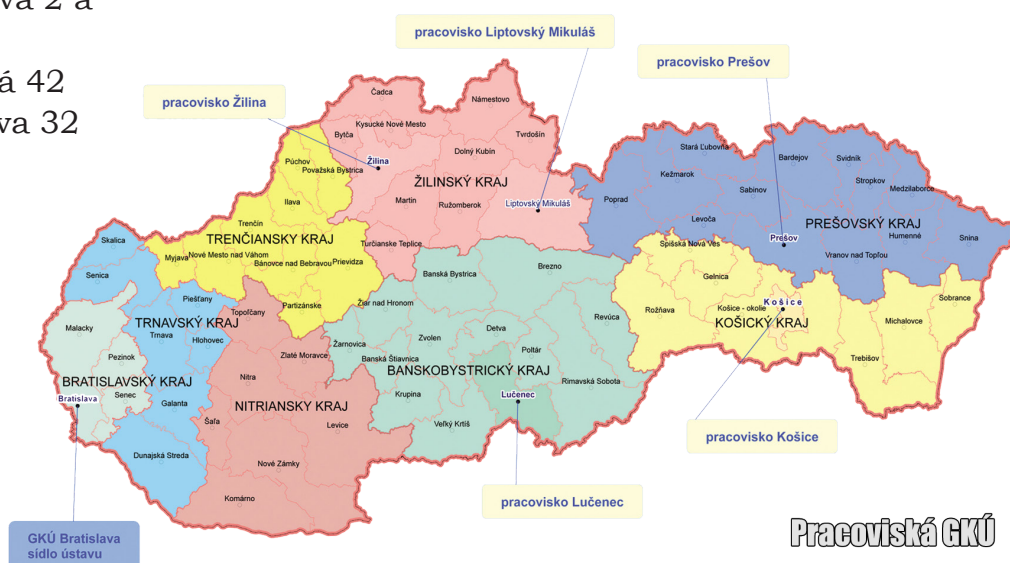 va 2 a
á 42
va 32
pracovisko Liptovský Mikuláš
pracovisko Prešov
pracovisko Žilina
Čadca
Námestovo
Kysucké Nové Mesto
Bytča
Tvrdošín
Dolný Kubín
Žilina
ŽILINSKÝ KRAJ
Martin
Ružomberok
Liptovský Mikuláš
Turčianske Teplice
Púchov
Považská Bystrica
Ilava
Trenčín
TRENČIANSKY KRAJ
Myjava
Nové Mesto nad Váhom
Bánovce nad Bebravou
Prievidza
Partizánske
Stará Ľubovňa
Bardejov
Svidník
Kežmarok
Stropkov
Sabinov
Medzilaborce
Poprad
Levoča
PREŠOVSKÝ KRAJ
Prešov
Humenné
Snina
Vranov nad Topľou
Spišská Nová Ves
Gelnica
Rožňava
Košice
Košice - okolie
KOŠICKÝ KRAJ
Sobrance
Michalovce
Trebišov
Skalica
Senica
Piešťany
TRNAVSKÝ KRAJ
Trnava
Hlohovec
Galanta
Dunajská Streda
Malacky
Pezinok
BRATISLAVSKÝ KRAJ
Senec
Bratislava
Topoľčany
Zlaté Moravce
Nitra
NITRIANSKY KRAJ
Šaľa
Levice
Nové Zámky
Komárno
Banská Bystrica
Brezno
Žiar nad Hronom
Revúca
Detva
Zvolen
Žarnovica
Poltár
Banská Štiavnica
BANSKOBYSTRICKÝ KRAJ
Rimavská Sobota
Krupina
Lučenec
Veľký Krtíš
pracovisko Košice
pracovisko Lučenec
GKÚ Bratislava
sídlo ústavu
Pracoviská GKÚ